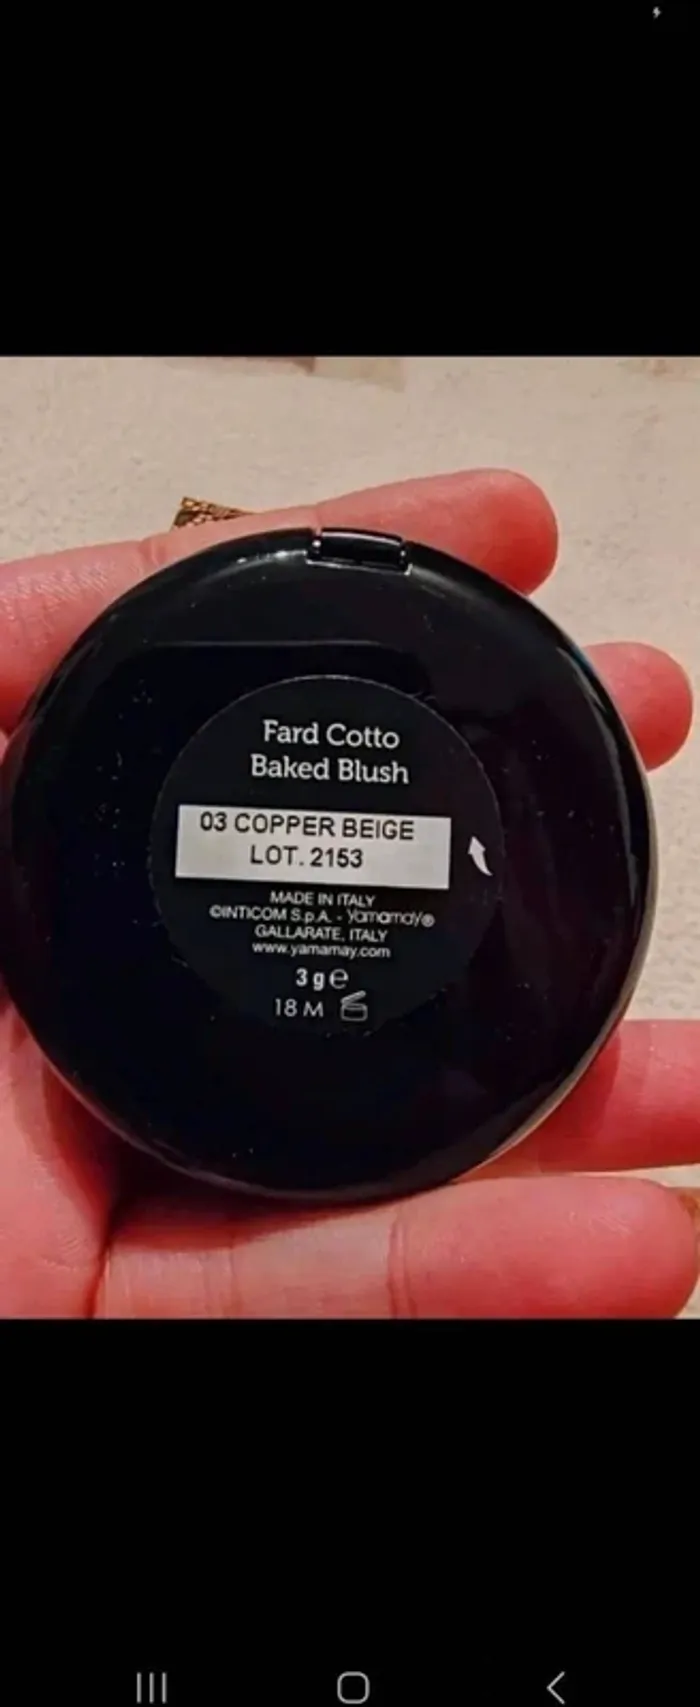 Fard Cotto
Baked Blush
03 COPPER BEIGE
LOT. 2153
MADE IN ITALY
©INTICOM S.p.A. - yamamay®
GALLARATE, ITALY
www.yamamay.com
3 g ℮
18 M